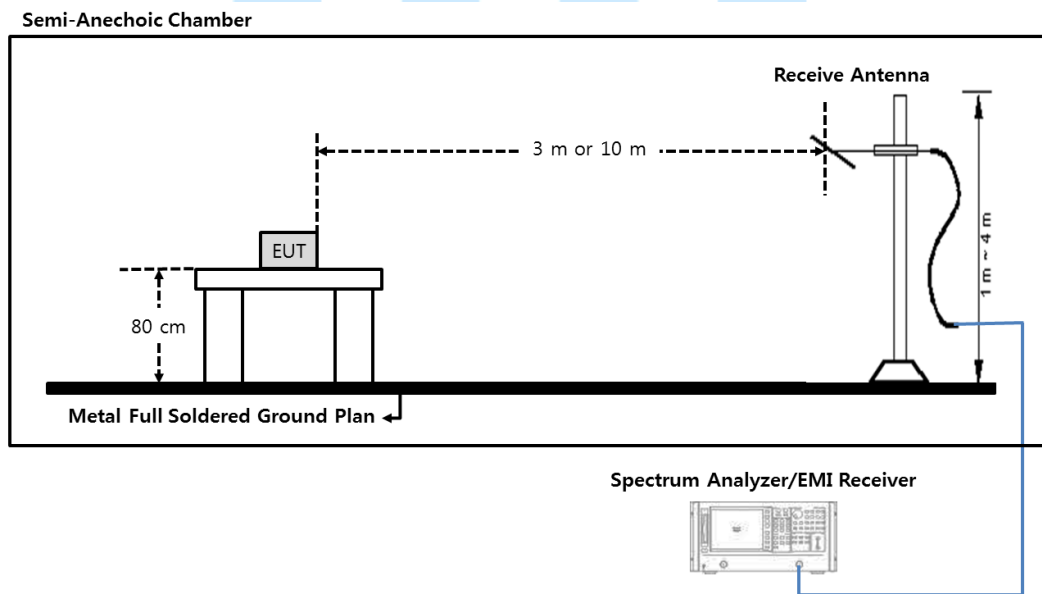 Semi-Anechoic Chamber
Receive Antenna
3 m or 10 m
EUT
1 m ~ 4 m
80 cm
Metal Full Soldered Ground Plan
Spectrum Analyzer/EMI Receiver